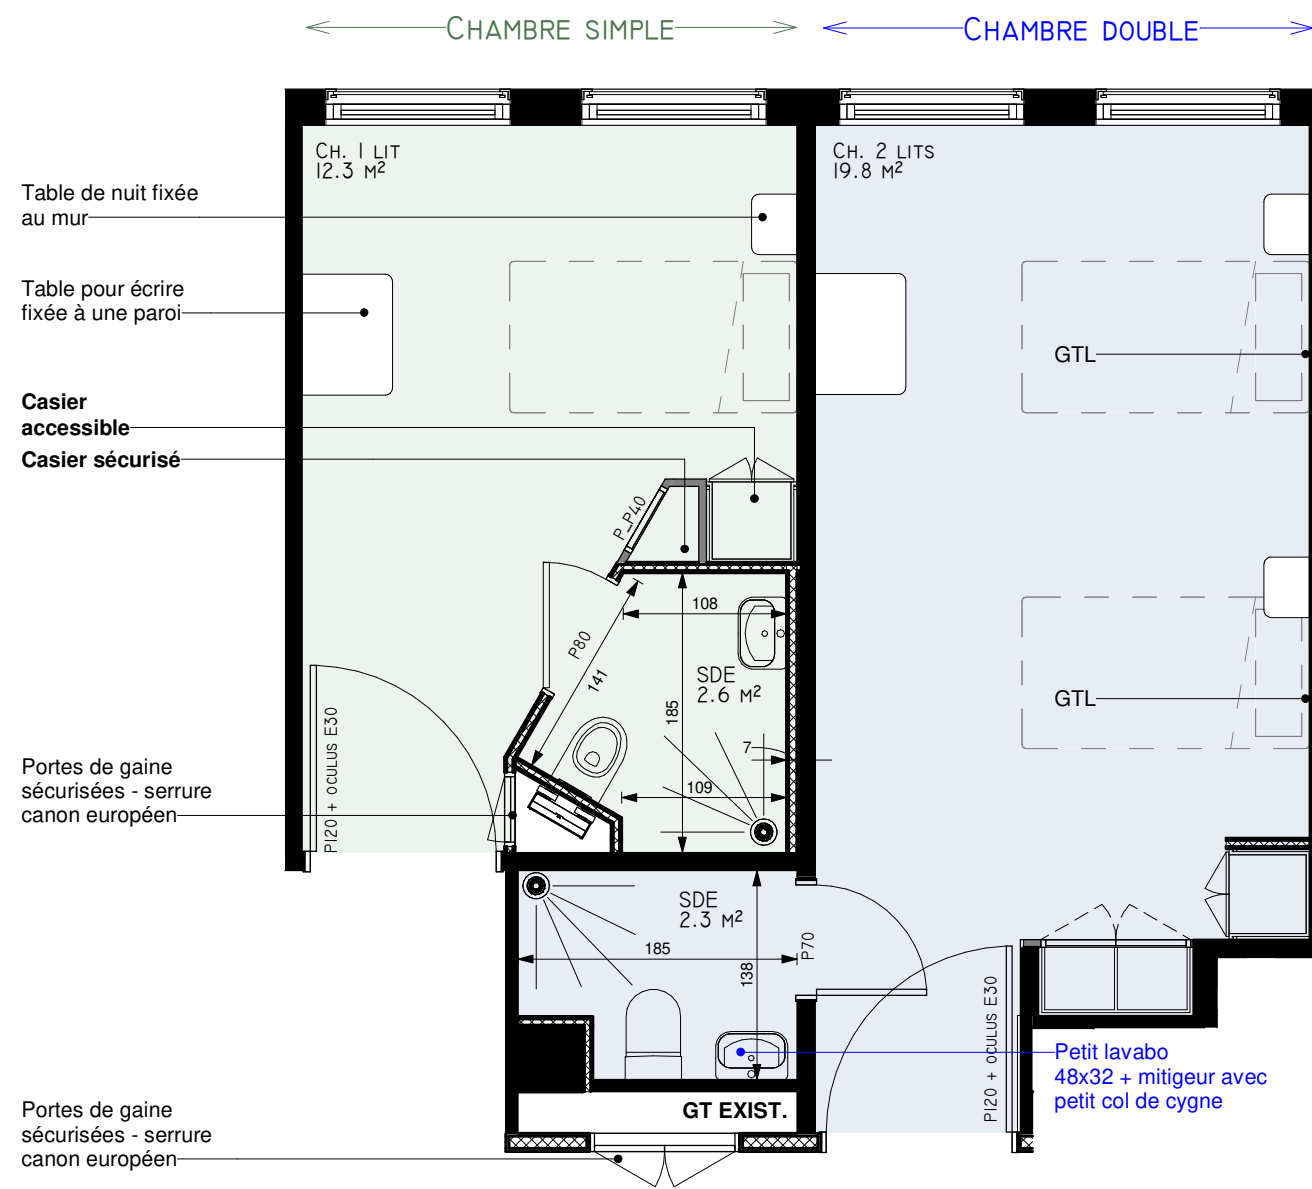 CHAMBRE SIMPLE
CHAMBRE DOUBLE
CH. 1 LIT
12.3 M²
CH. 2 LITS
19.8 M²
Table de nuit fixée
au mur
Table pour écrire
fixée à une paroi
GTL
Casier
accessible
Casier sécurisé
P_P40
108
P80
141
SDE
2.6 M²
185
GTL
7
109
P120 + OCULUS E30
Portes de gaine
sécurisées - serrure
canon européen
SDE
2.3 M²
185
138
P70
P120 + OCULUS E30
Petit lavabo
48x32 + mitigeur avec
petit col de cygne
GT EXIST.
Portes de gaine
sécurisées - serrure
canon européen